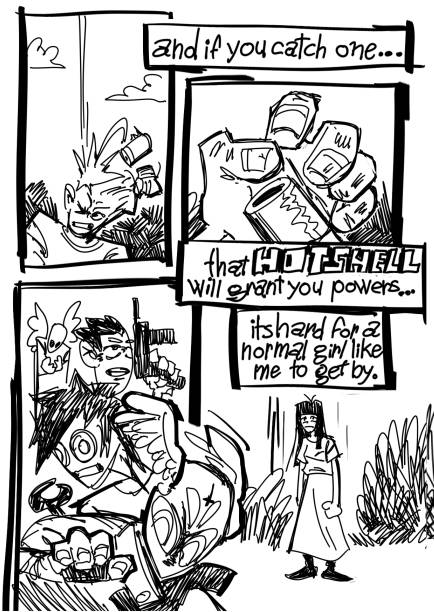 and if you catch one....
that HOTSHELL
will grant you powers...
its hard for a
normal girl like
me to get by.